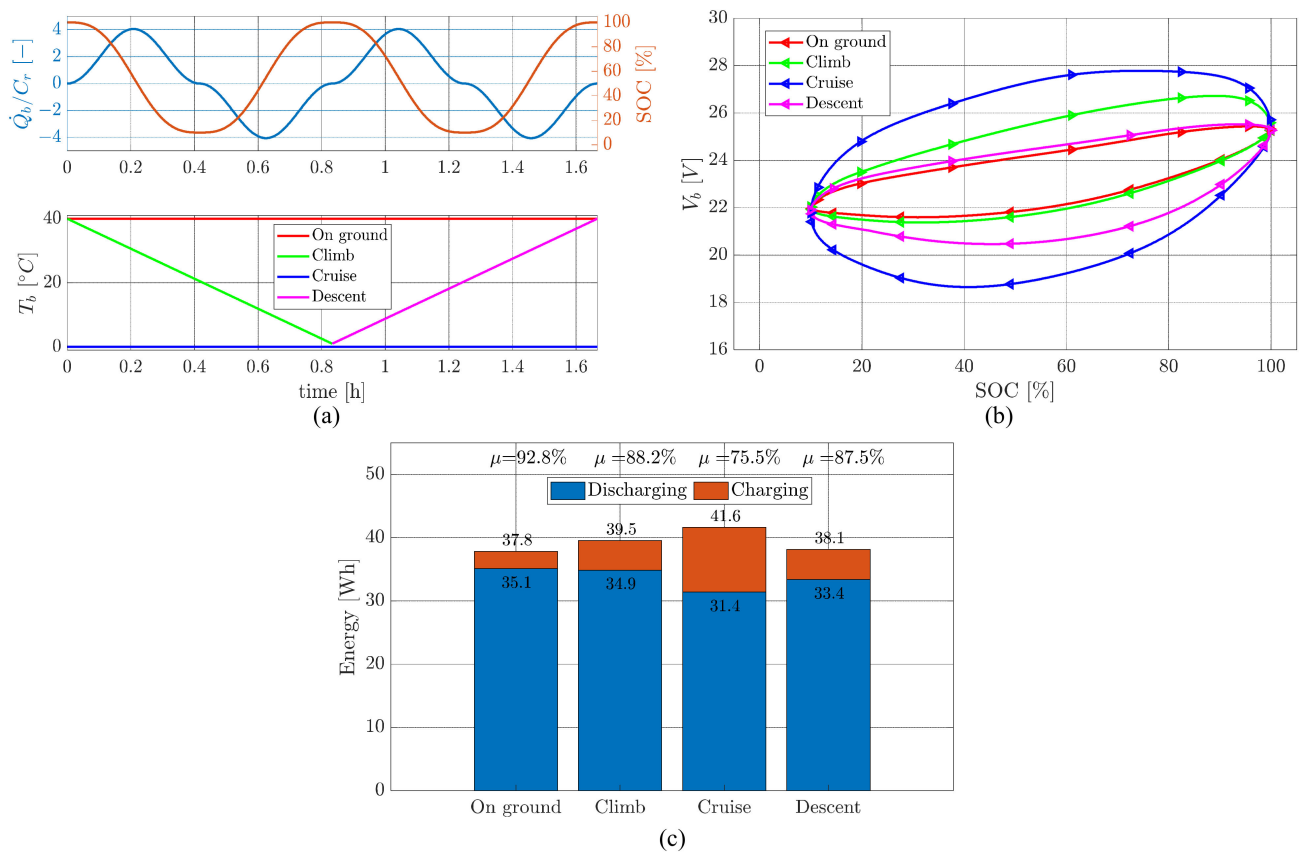 4
2
0
−2
−4
Q̇_b/C_r [−]
100
80
60
40
20
0
SOC [%]
0 0.2 0.4 0.6 0.8 1 1.2 1.4 1.6
40
20
0
T_b [°C]
On ground
Climb
Cruise
Descent
0 0.2 0.4 0.6 0.8 1 1.2 1.4 1.6
time [h]
(a)
30
28
26
24
22
20
18
16
V_b [V]
On ground
Climb
Cruise
Descent
0 20 40 60 80 100
SOC [%]
(b)
50
40
30
20
10
0
Energy [Wh]
μ=92.8% μ =88.2% μ =75.5% μ =87.5%
Discharging Charging
37.8 39.5 41.6 38.1
35.1 34.9 31.4 33.4
On ground Climb Cruise Descent
(c)